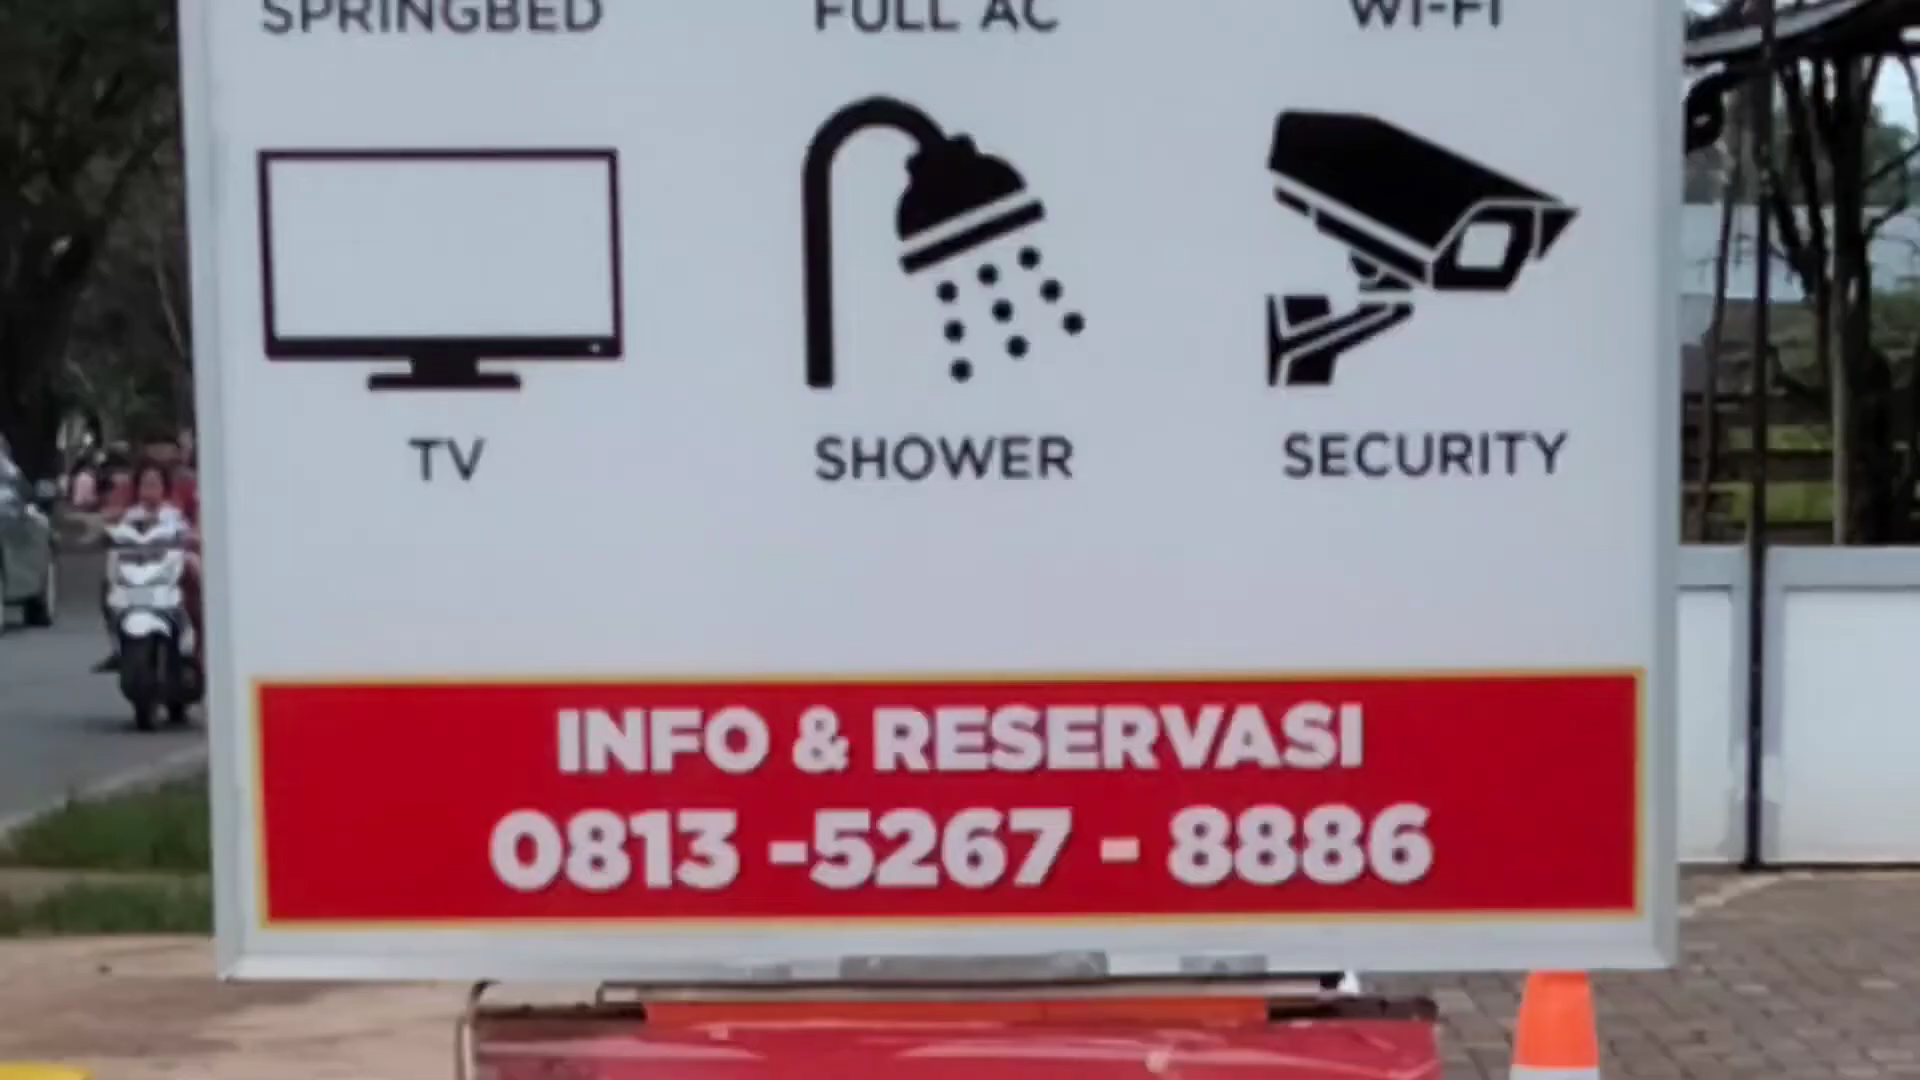 SPRINGBED FULL AC WI-FI
TV SHOWER SECURITY
INFO & RESERVASI
0813 -5267 - 8886